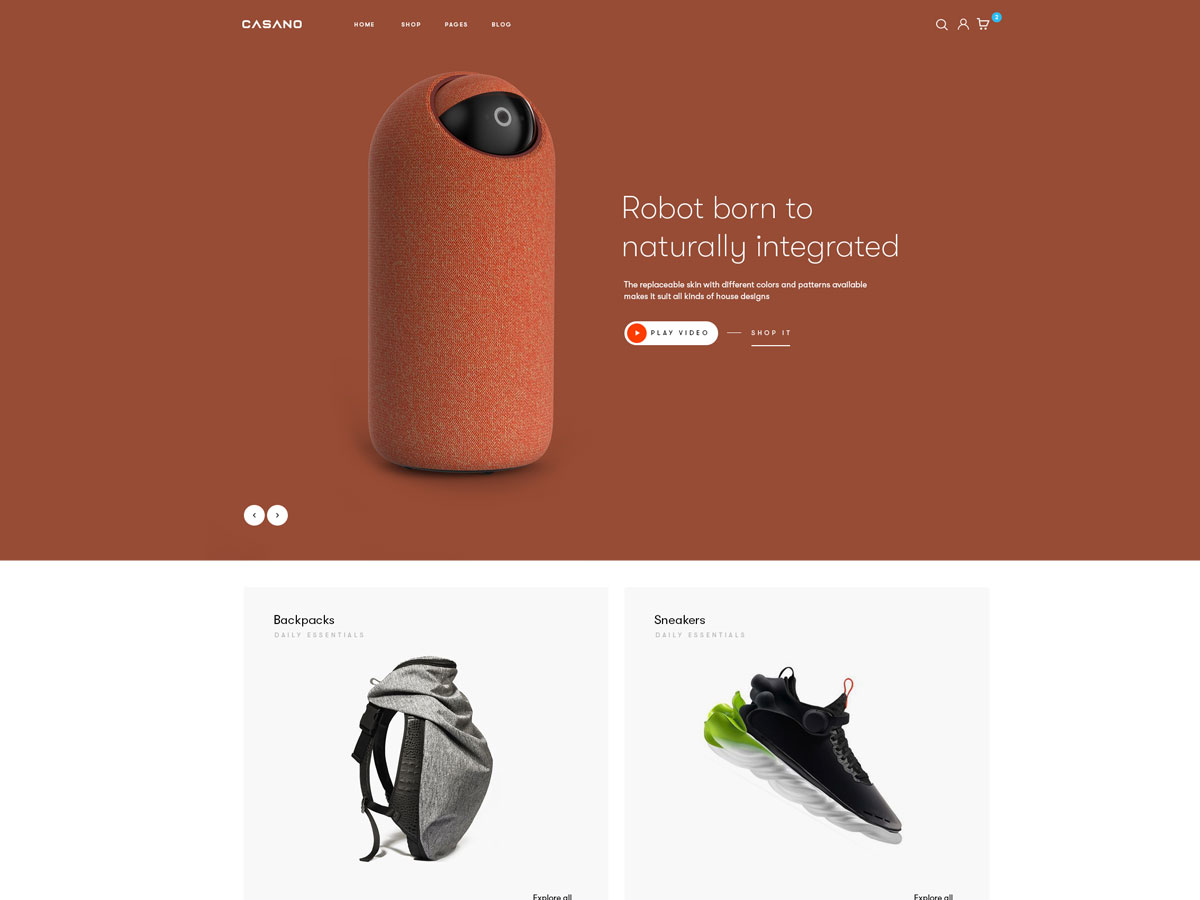 CASANO
HOME SHOP PAGES BLOG
2
Robot born to
naturally integrated
The replaceable skin with different colors and patterns available
makes it suit all kinds of house designs
PLAY VIDEO
SHOP IT
Backpacks
DAILY ESSENTIALS
Explore all
Sneakers
DAILY ESSENTIALS
Explore all